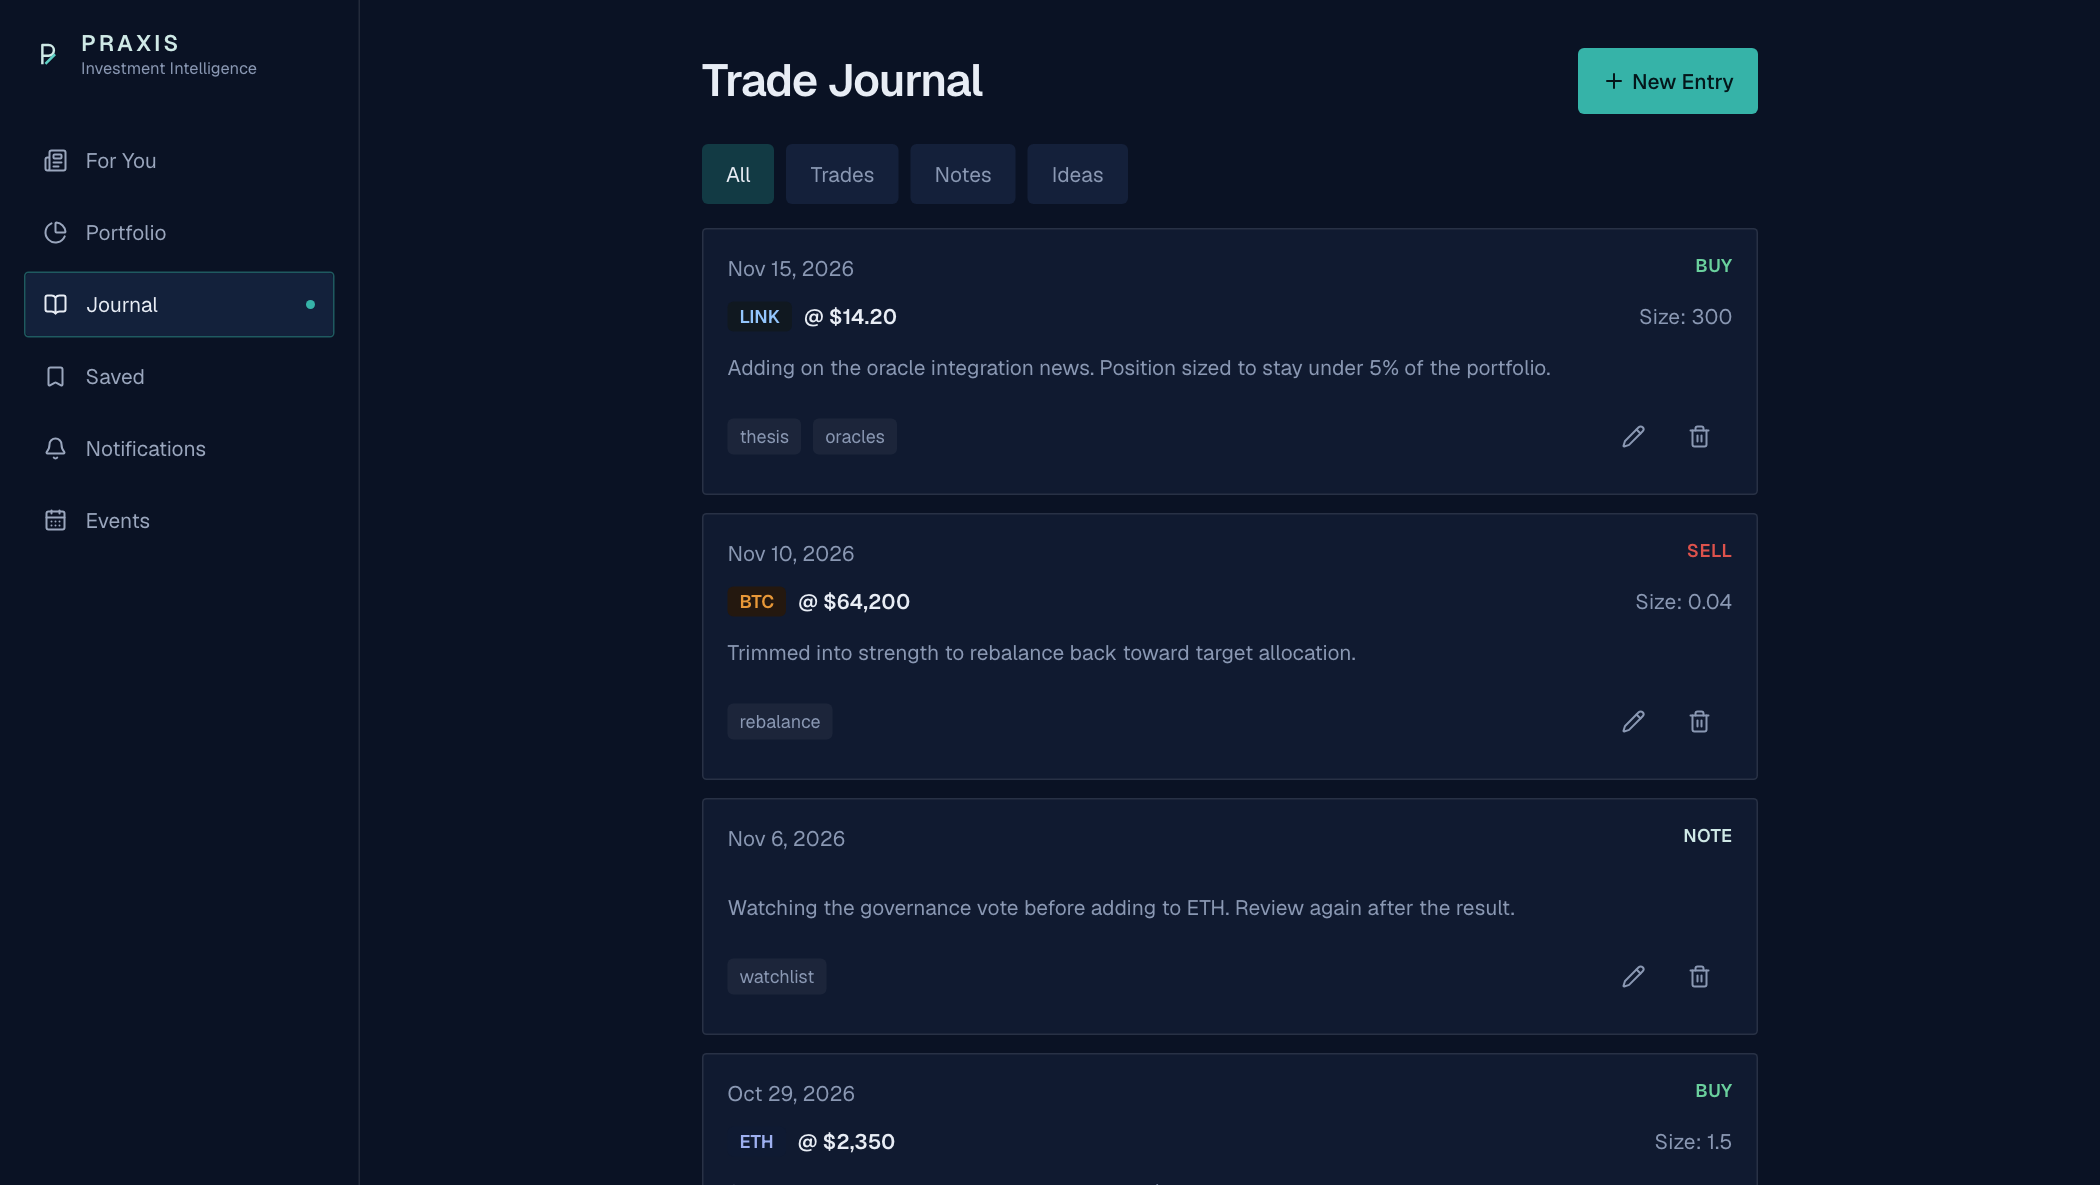 PRAXIS
Investment Intelligence
For You
Portfolio
Journal
Saved
Notifications
Events
Trade Journal
+ New Entry
All
Trades
Notes
Ideas
Nov 15, 2026
BUY
LINK @ $14.20
Size: 300
Adding on the oracle integration news. Position sized to stay under 5% of the portfolio.
thesis
oracles
Nov 10, 2026
SELL
BTC @ $64,200
Size: 0.04
Trimmed into strength to rebalance back toward target allocation.
rebalance
Nov 6, 2026
NOTE
Watching the governance vote before adding to ETH. Review again after the result.
watchlist
Oct 29, 2026
BUY
ETH @ $2,350
Size: 1.5